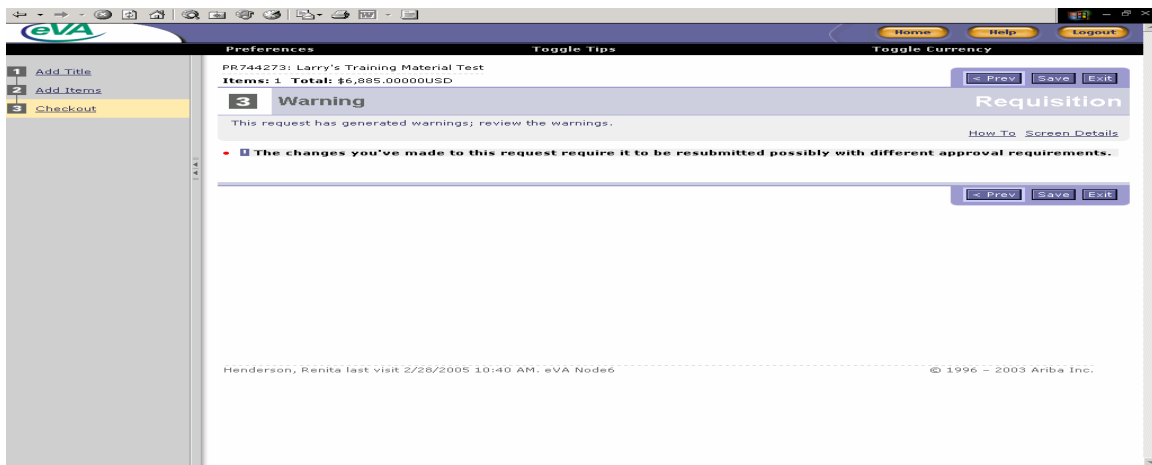 eVA
Home Help Logout
Preferences Toggle Tips Toggle Currency
1 Add Title
2 Add Items
3 Checkout
PR744273: Larry's Training Material Test
Items: 1 Total: $6,885.00000USD
< Prev Save Exit
3 Warning Requisition
This request has generated warnings; review the warnings.
How To Screen Details
! The changes you've made to this request require it to be resubmitted possibly with different approval requirements.
< Prev Save Exit
Henderson, Renita last visit 2/28/2005 10:40 AM. eVA Node6 © 1996 – 2003 Ariba Inc.